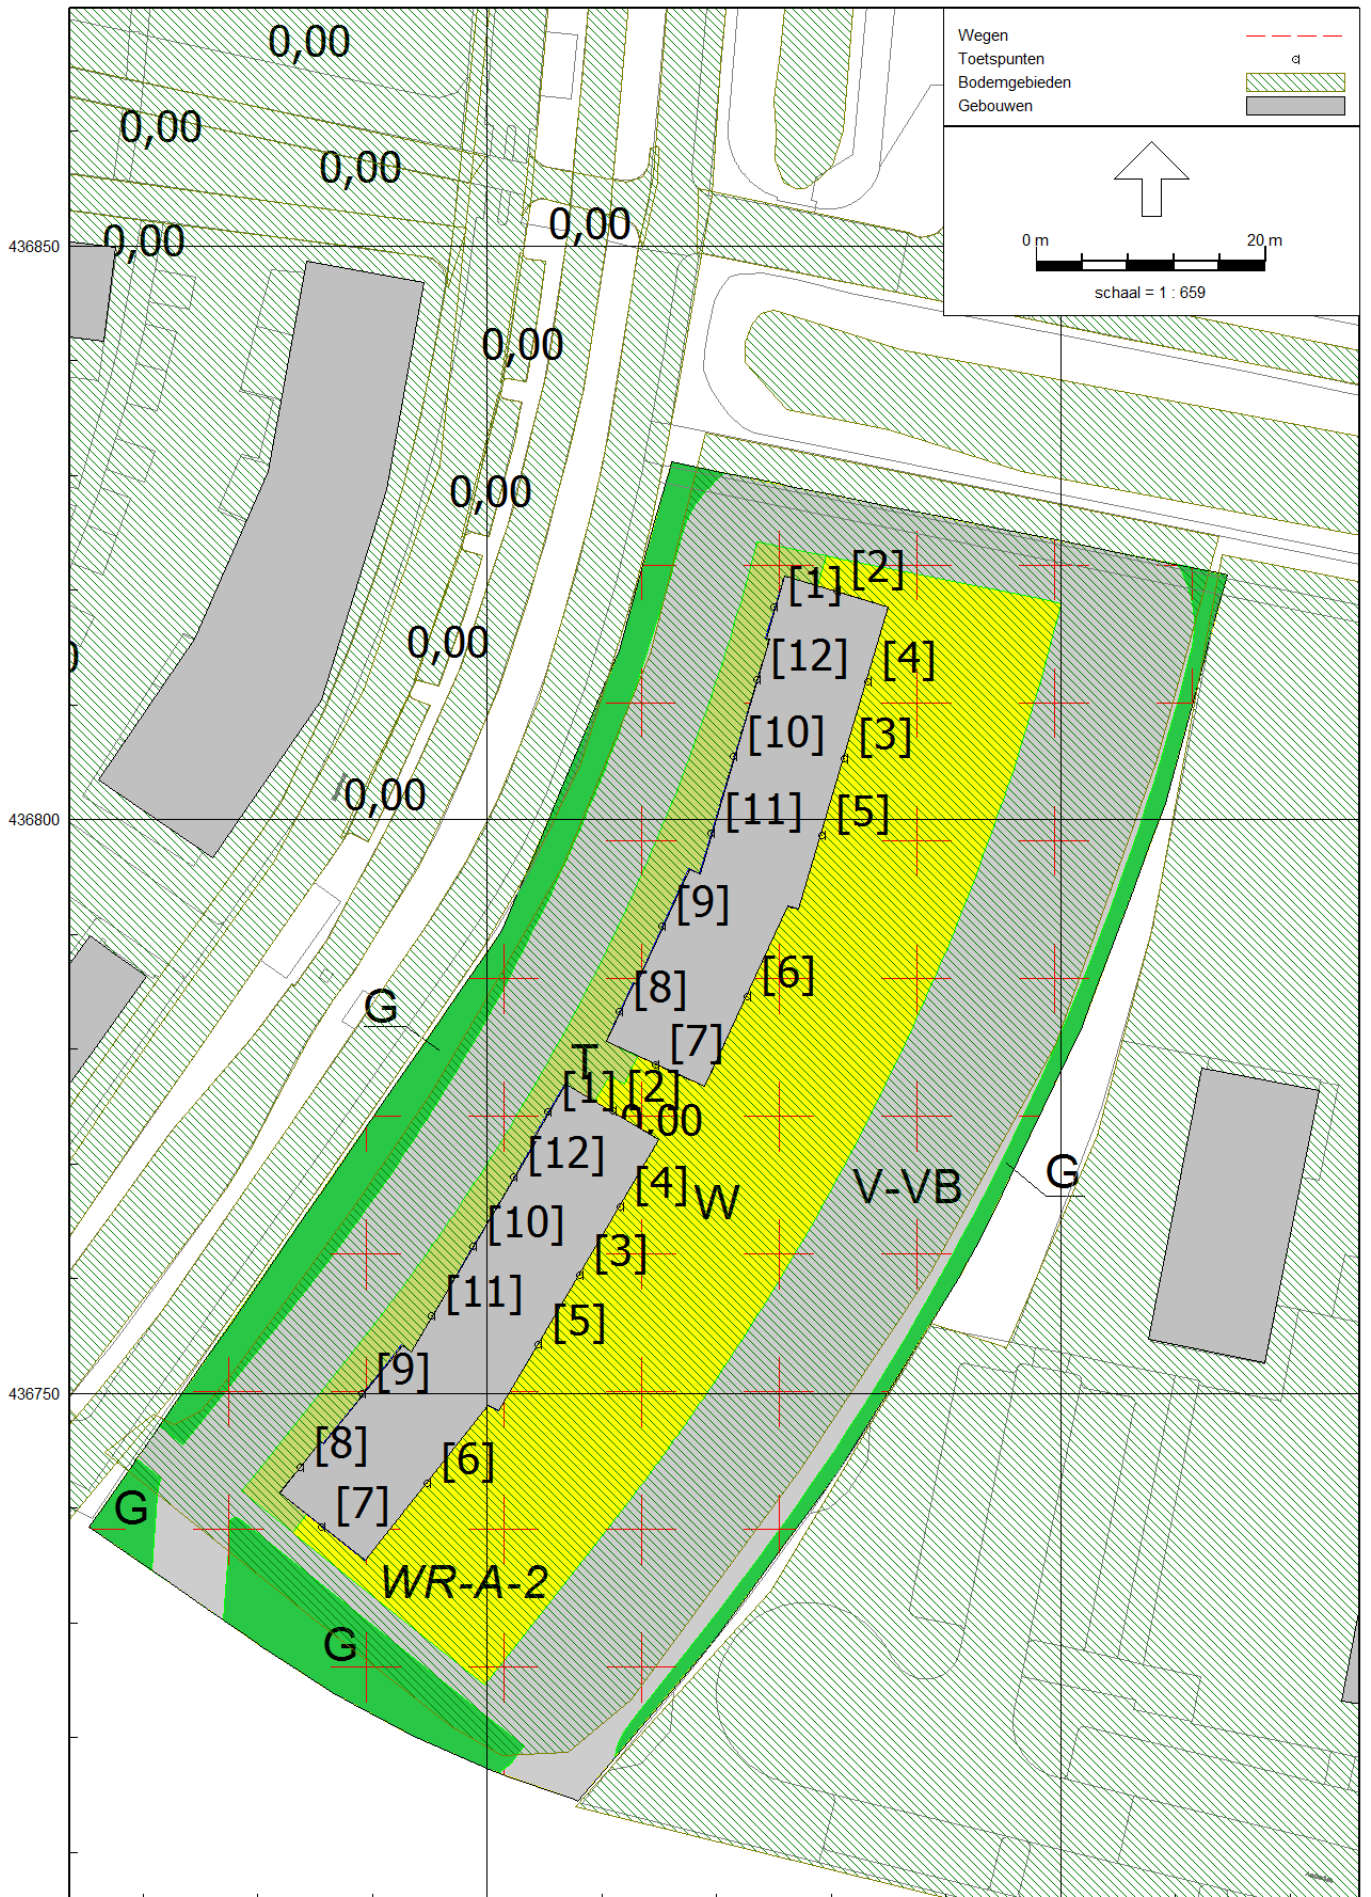 Wegen
Toetspunten
Bodemgebieden
Gebouwen
0 m 20 m
schaal = 1 : 659
0,00
0,00
0,00
0,00
436850
0,00
0,00
0,00
0,00
0,00
436800
[1]
[2]
[12]
[4]
[10]
[3]
[11]
[5]
[9]
[6]
[8]
[7]
G
T
[1]
[2]
0,00
[12]
[4]
W
V-VB
G
[10]
[3]
[11]
[5]
436750
[9]
[8]
[6]
[7]
G
WR-A-2
G